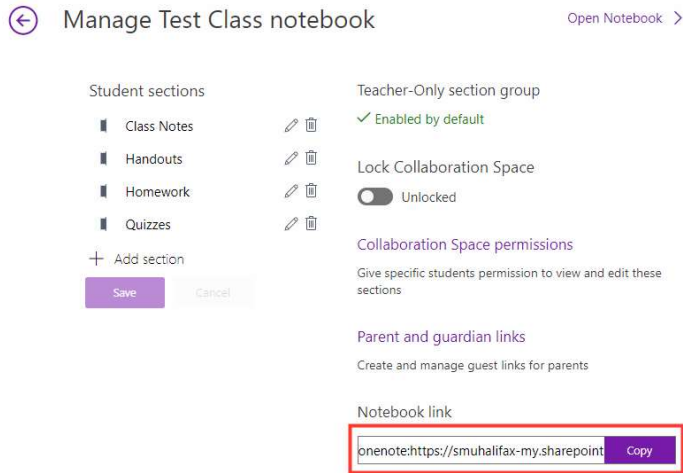 Manage Test Class notebook
Open Notebook
Student sections
Class Notes
Handouts
Homework
Quizzes
Add section
Save
Cancel
Teacher-Only section group
Enabled by default
Lock Collaboration Space
Unlocked
Collaboration Space permissions
Give specific students permission to view and edit these
sections
Parent and guardian links
Create and manage guest links for parents
Notebook link
onenote:https://smuhalifax-my.sharepoint
Copy